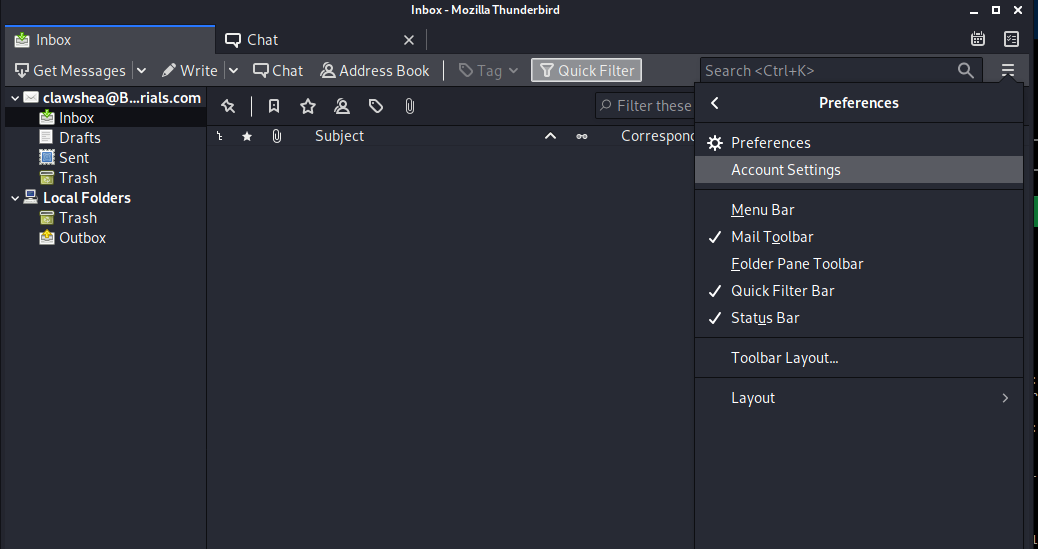 Inbox - Mozilla Thunderbird
Inbox
Chat
Get Messages
Write
Chat
Address Book
Tag
Quick Filter
Search <Ctrl+K>
clawshea@B...rials.com
Inbox
Drafts
Sent
Trash
Local Folders
Trash
Outbox
Filter these
Subject
Correspond
Preferences
Preferences
Account Settings
Menu Bar
Mail Toolbar
Folder Pane Toolbar
Quick Filter Bar
Status Bar
Toolbar Layout...
Layout